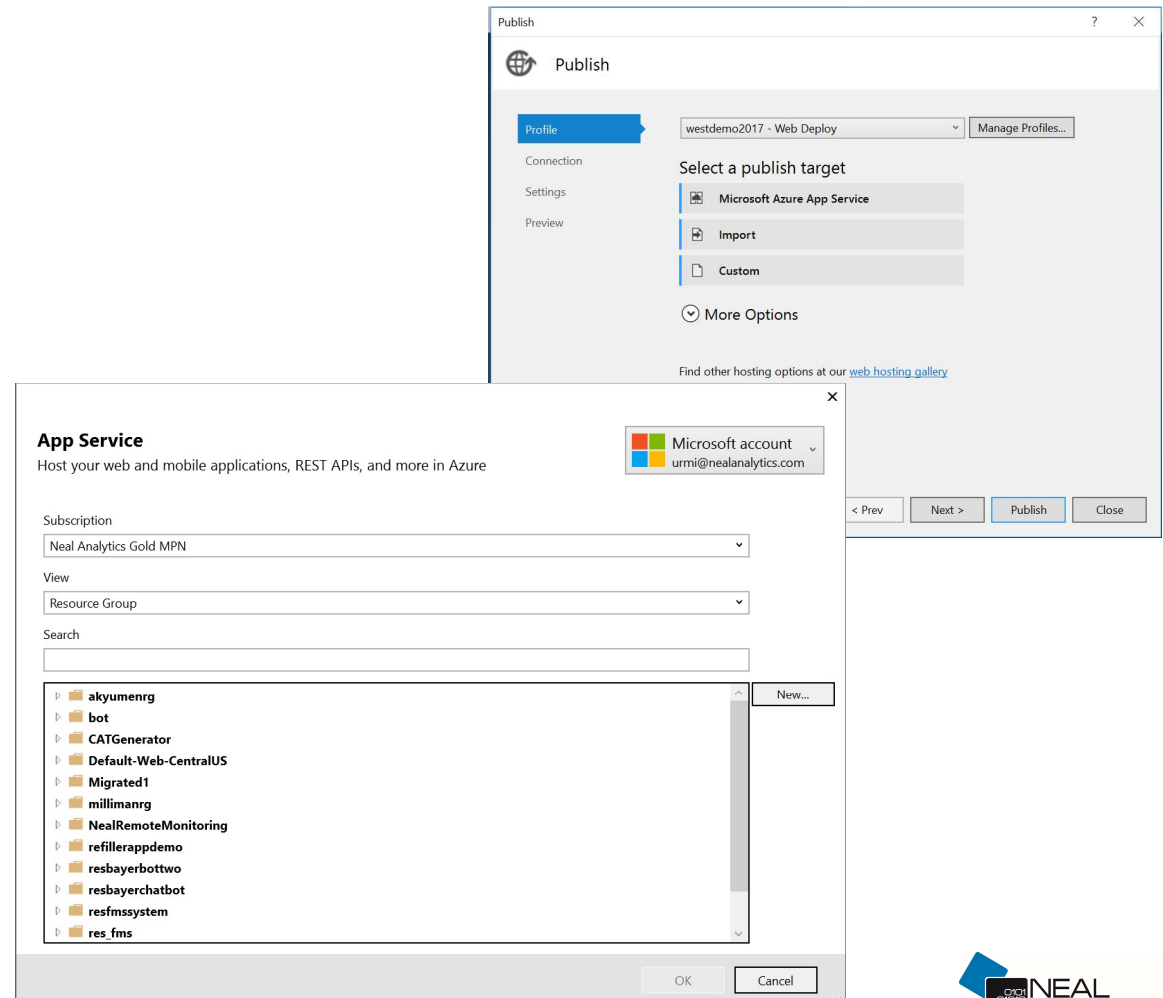 Publish
?
Publish
Profile
Connection
Settings
Preview
westdemo2017 - Web Deploy
Manage Profiles...
Select a publish target
Microsoft Azure App Service
Import
Custom
More Options
Find other hosting options at our web hosting gallery
< Prev
Next >
Publish
Close
App Service
Host your web and mobile applications, REST APIs, and more in Azure
Microsoft account
urmi@nealanalytics.com
Subscription
Neal Analytics Gold MPN
View
Resource Group
Search
New...
akyumenrg
bot
CATGenerator
Default-Web-CentralUS
Migrated1
millimanrg
NealRemoteMonitoring
refillerappdemo
resbayerbottwo
resbayerchatbot
resfmssystem
res_fms
OK
Cancel
0101
NEAL